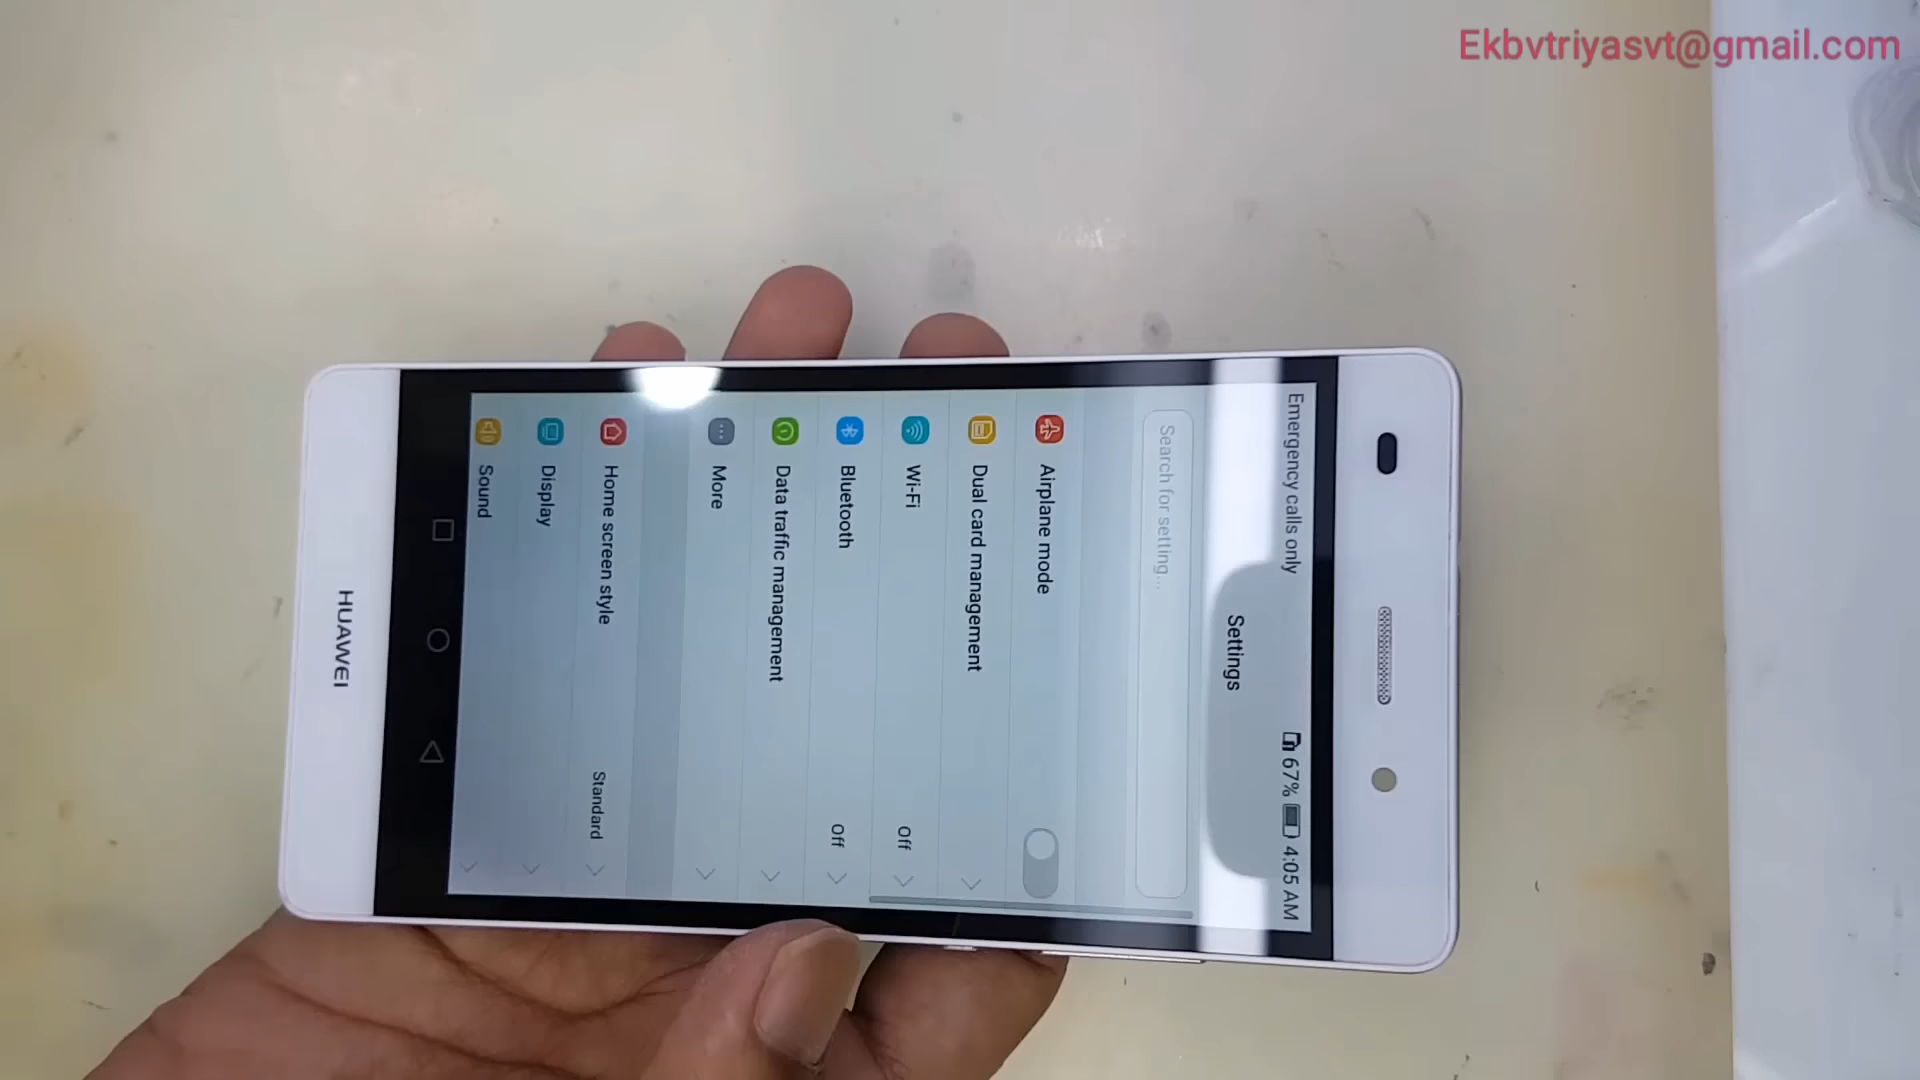 Ekbvtriyasvt@gmail.com
Emergency calls only 67% 4:05 AM
Settings
Search for setting...
Airplane mode
Dual card management
Wi-Fi Off
Bluetooth Off
Data traffic management
More
Home screen style Standard
Display
Sound
HUAWEI